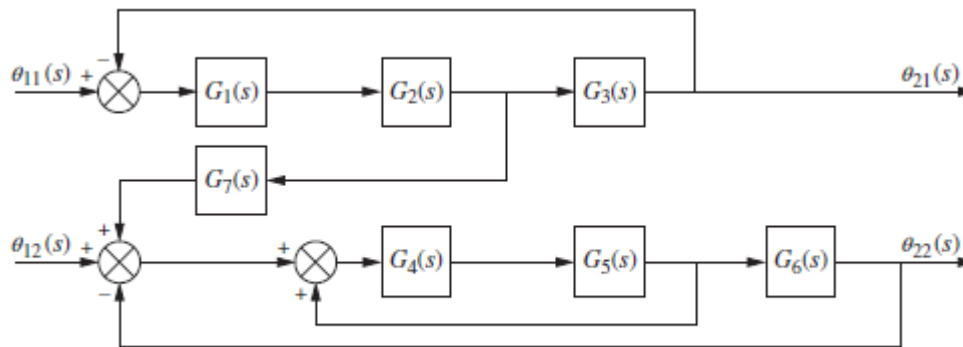 −
θ11(s) + G1(s) G2(s) G3(s) θ21(s)
G7(s)
+
θ12(s) + + G4(s) G5(s) G6(s) θ22(s)
− +